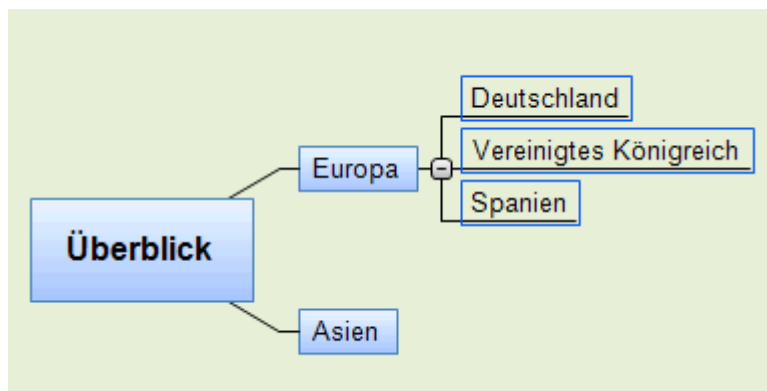 Überblick
Europa
Deutschland
Vereinigtes Königreich
Spanien
Asien